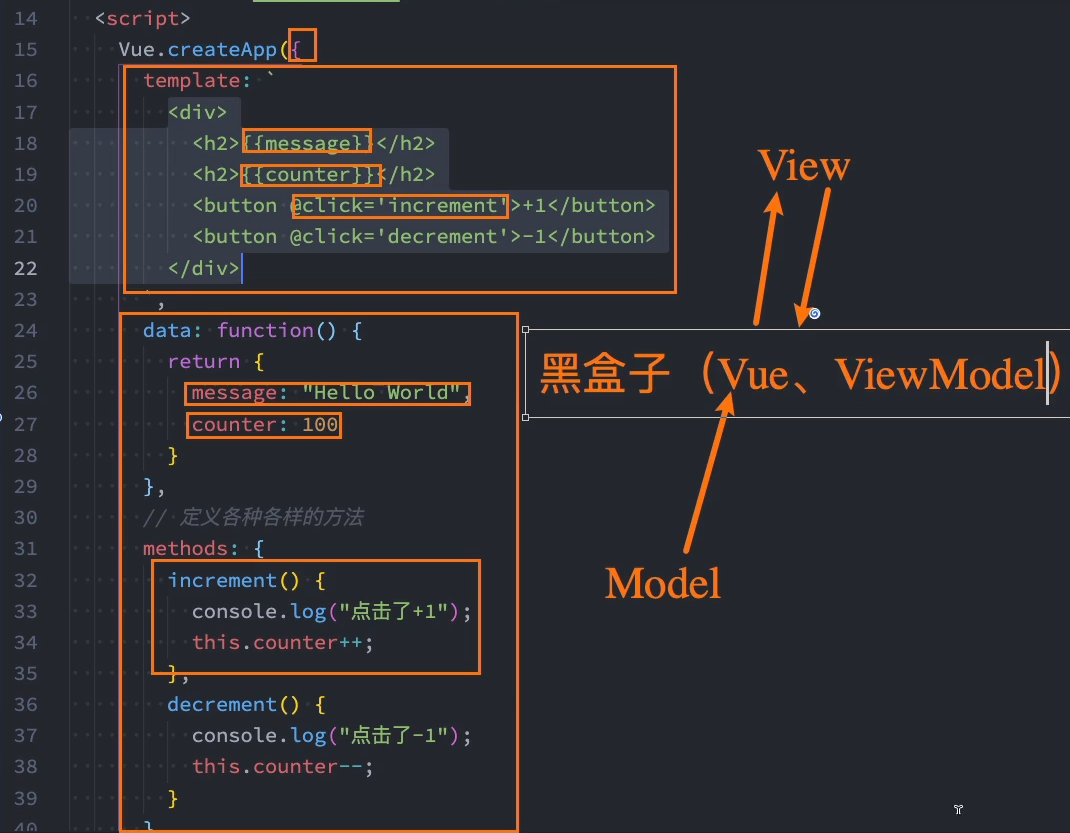 14 <script>
15 Vue.createApp({
16 template: `
17 <div>
18 <h2>{{message}}</h2>
19 <h2>{{counter}}</h2>
20 <button @click='increment'>+1</button>
21 <button @click='decrement'>-1</button>
22 </div>
23 `,
24 data: function() {
25 return {
26 message: "Hello World",
27 counter: 100
28 }
29 },
30 // 定义各种各样的方法
31 methods: {
32 increment() {
33 console.log("点击了+1");
34 this.counter++;
35 },
36 decrement() {
37 console.log("点击了-1");
38 this.counter--;
39 }
40 }
View
黑盒子（Vue、ViewModel）
Model